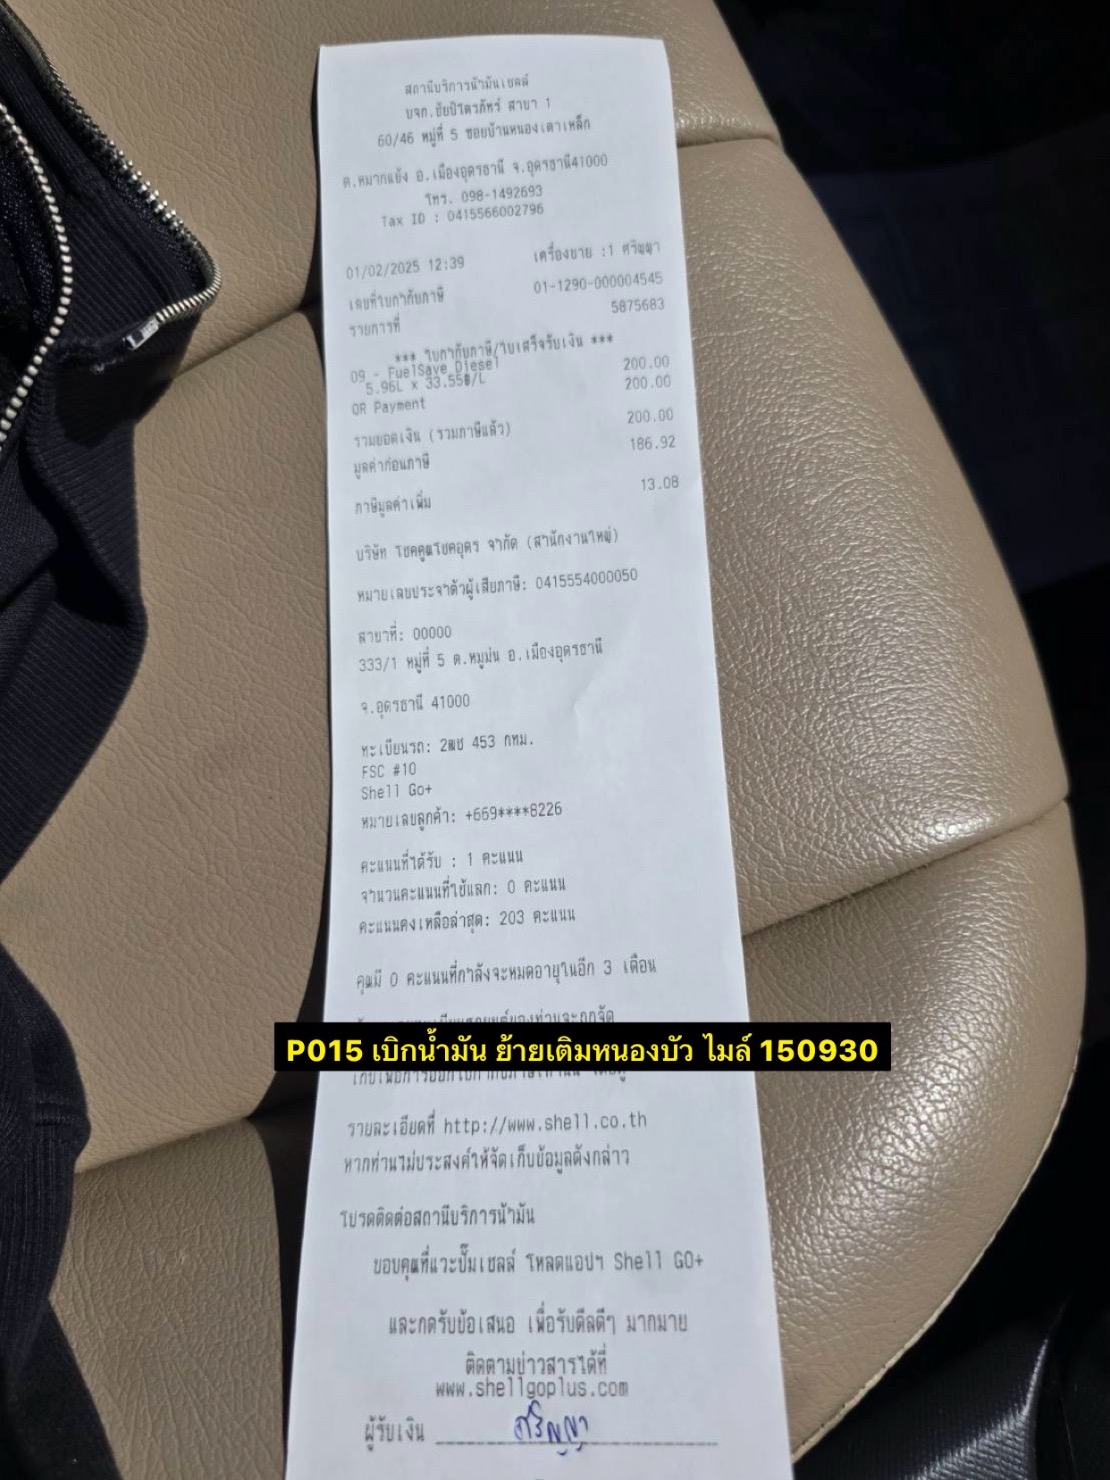 สถานีบริการน้ำมันเชลล์
บจก.ชัยปิโตรภัทร์ สาขา 1
60/46 หมู่ที่ 5 ซอยบ้านหนองเตาเหล็ก
ต.หมากแข้ง อ.เมืองอุดรธานี จ.อุดรธานี41000
โทร. 098-1492693
Tax ID : 0415566002796
01/02/2025 12:39 เครื่องขาย :1 ศริญญา
เลขที่ใบกำกับภาษี 01-1290-000004545
รายการที่ 5875683
*** ใบกำกับภาษี/ใบเสร็จรับเงิน ***
09 - FuelSave Diesel 200.00
5.96L x 33.55฿/L
QR Payment 200.00
รวมยอดเงิน (รวมภาษีแล้ว) 200.00
มูลค่าก่อนภาษี 186.92
ภาษีมูลค่าเพิ่ม 13.08
บริษัท โชคคูณโชคอุดร จำกัด (สำนักงานใหญ่)
หมายเลขประจำตัวผู้เสียภาษี: 0415554000050
สาขาที่: 00000
333/1 หมู่ที่ 5 ต.หมูม่น อ.เมืองอุดรธานี
จ.อุดรธานี 41000
ทะเบียนรถ: 2ฒช 453 กทม.
FSC #10
Shell Go+
หมายเลขลูกค้า: +669****8226
คะแนนที่ได้รับ : 1 คะแนน
จำนวนคะแนนที่ใช้แลก: 0 คะแนน
คะแนนคงเหลือล่าสุด: 203 คะแนน
คุณมี 0 คะแนนที่กำลังจะหมดอายุในอีก 3 เดือน
P015 เบิกน้ำมัน ย้ายเติมหนองบัว ไมล์ 150930
รายละเอียดที่ http://www.shell.co.th
หากท่านไม่ประสงค์ให้จัดเก็บข้อมูลดังกล่าว
โปรดติดต่อสถานีบริการน้ำมัน
ขอบคุณที่แวะปั๊มเชลล์ โหลดแอปฯ Shell GO+
และกดรับข้อเสนอ เพื่อรับดีลดีๆ มากมาย
ติดตามข่าวสารได้ที่
www.shellgoplus.com
ผู้รับเงิน ศริญญา